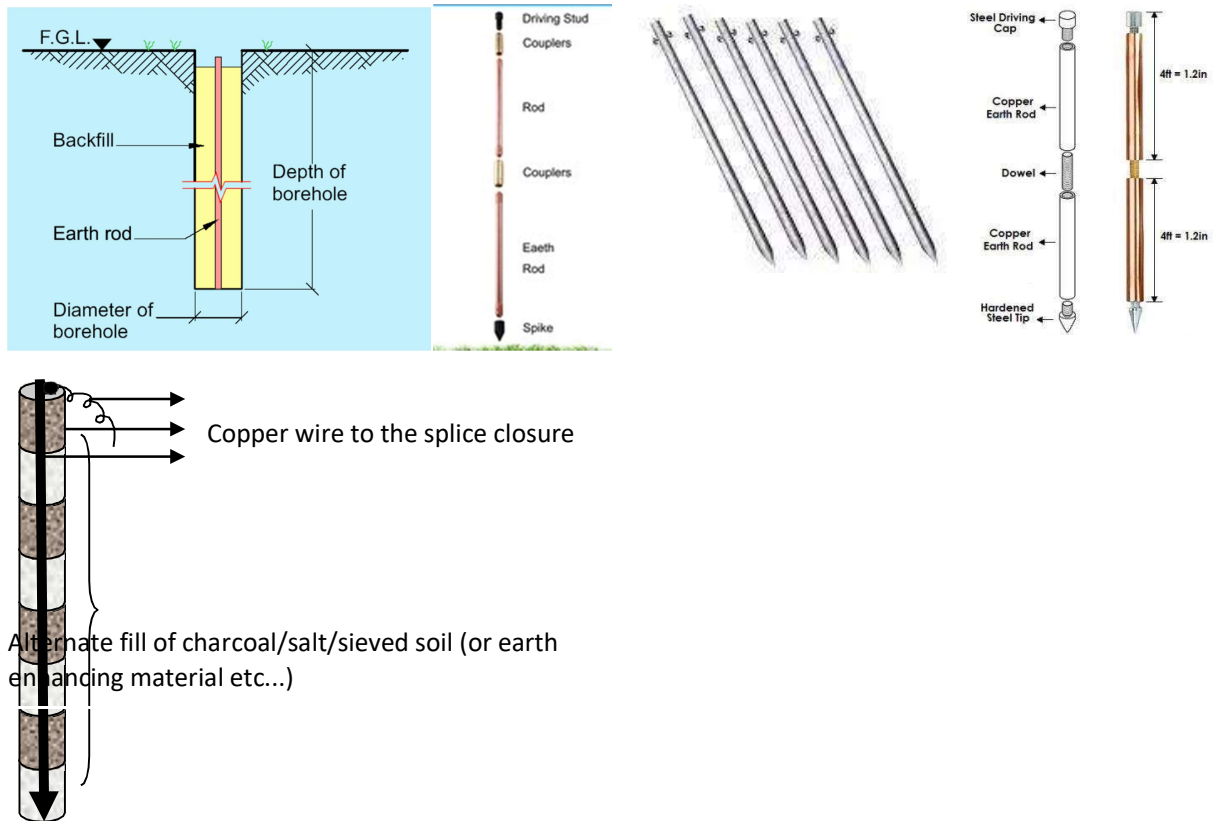 F.G.L.
Backfill
Earth rod
Depth of
borehole
Diameter of
borehole
Driving Stud
Couplers
Rod
Couplers
Eaeth
Rod
Spike
Steel Driving
Cap
Copper
Earth Rod
Dowel
Copper
Earth Rod
Hardened
Steel Tip
4ft = 1.2in
4ft = 1.2in
Copper wire to the splice closure
Alternate fill of charcoal/salt/sieved soil (or earth
enhancing material etc...)